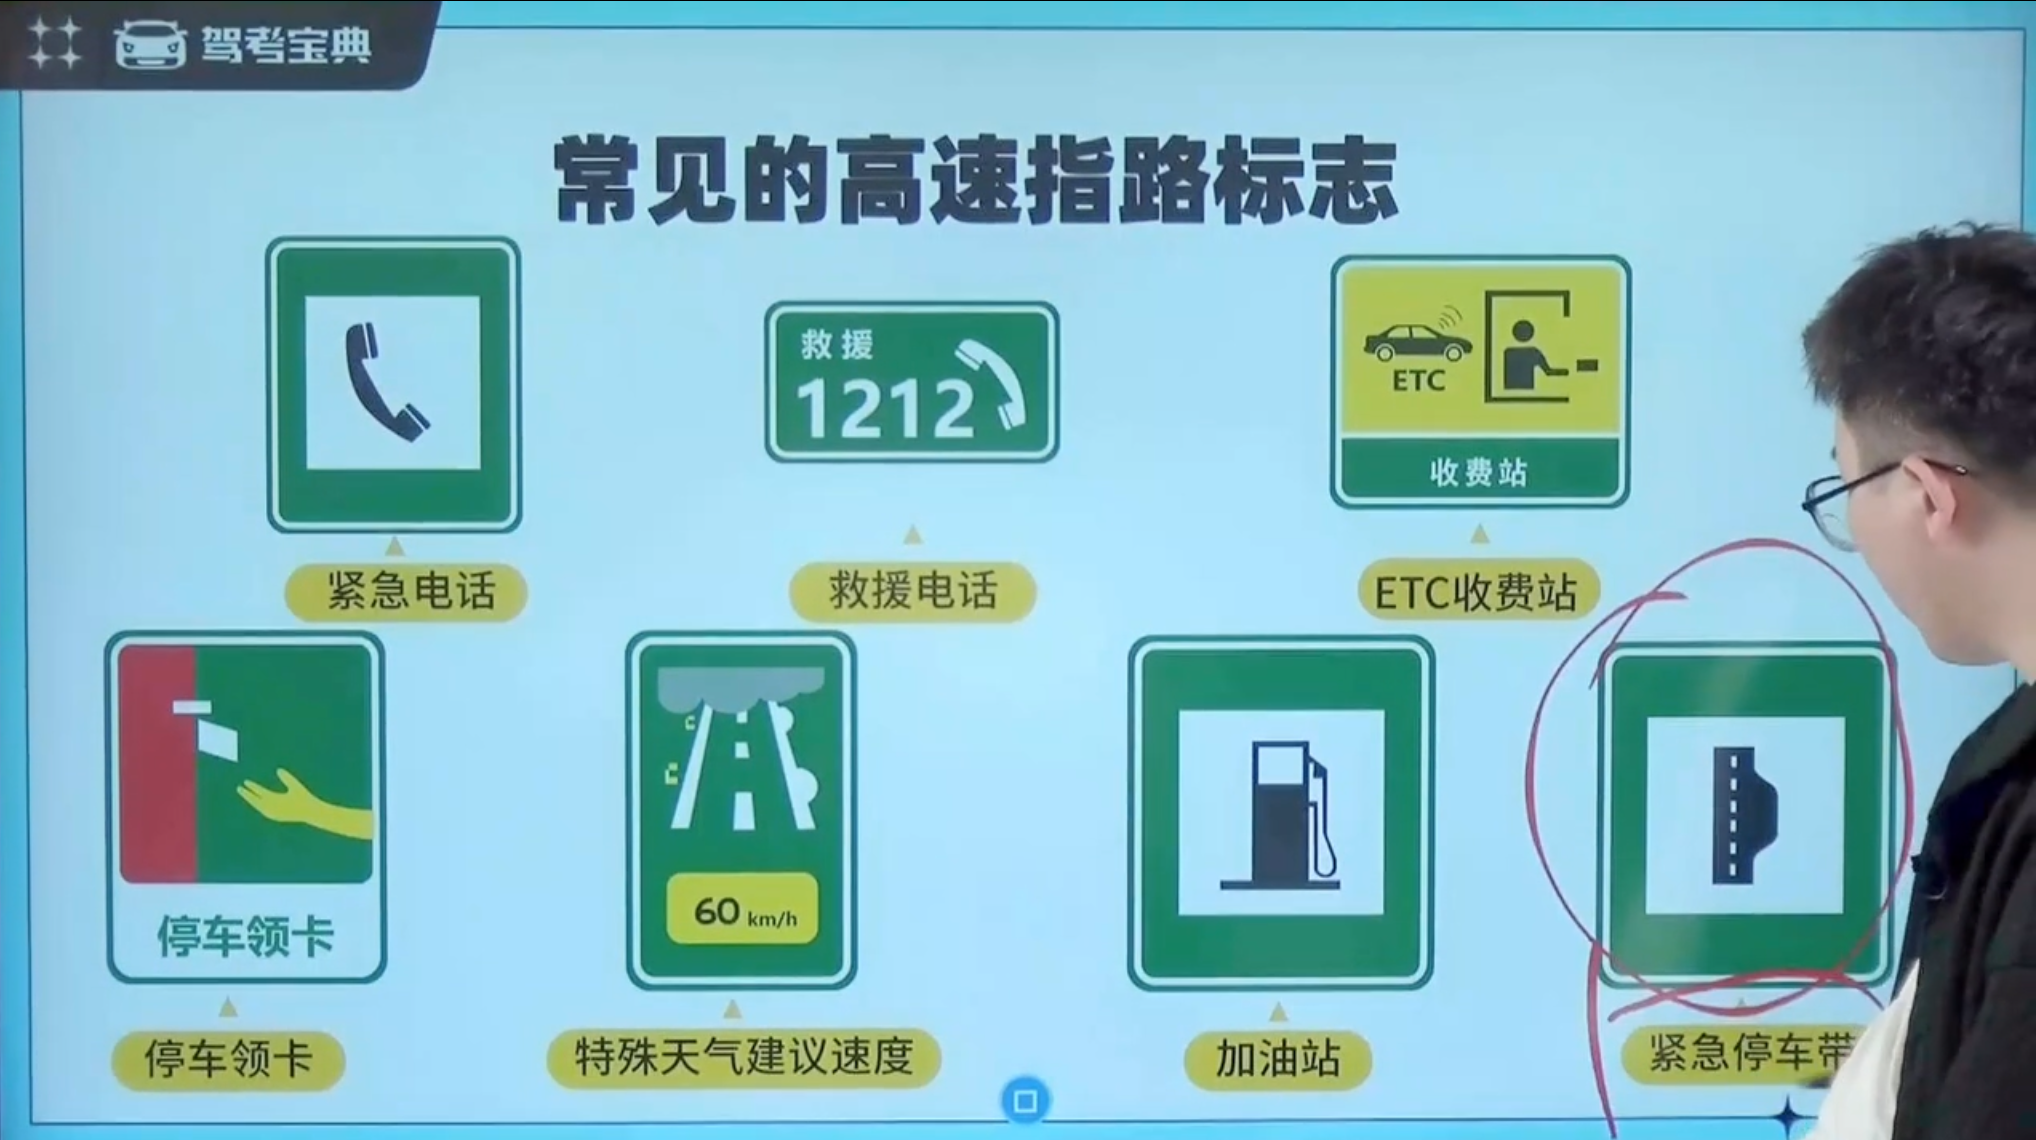 驾考宝典
常见的高速指路标志
救援
1212
ETC
收费站
紧急电话
救援电话
ETC收费站
停车领卡
60 km/h
停车领卡
特殊天气建议速度
加油站
紧急停车带